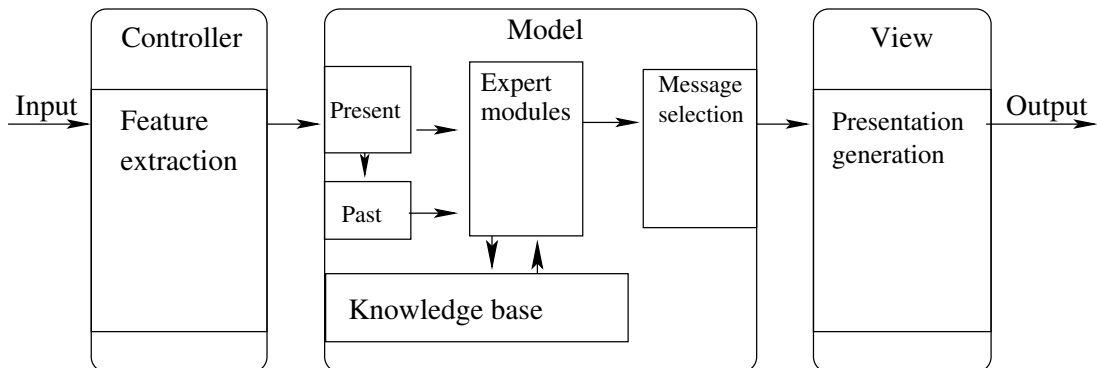 Controller
Model
View
Input
Feature
extraction
Present
Past
Expert
modules
Knowledge base
Message
selection
Presentation
generation
Output